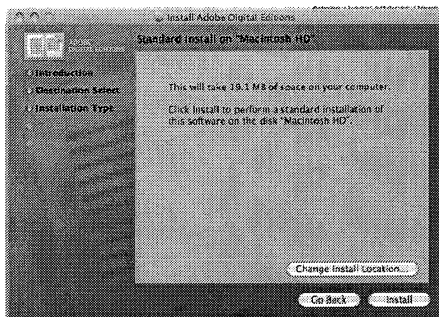 Install Adobe Digital Editions
Standard Install on "Macintosh HD"
Introduction
Destination Select
Installation Type
This will take 19.1 MB of space on your computer.
Click Install to perform a standard installation of
this software on the disk "Macintosh HD".
Change Install Location...
Go Back
Install